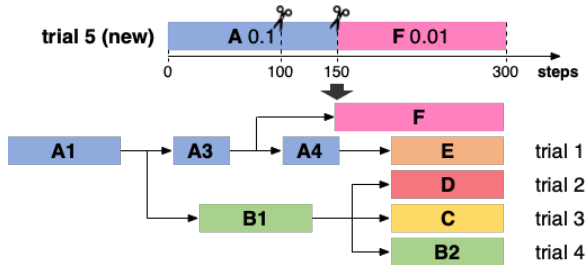 trial 5 (new) A 0.1 F 0.01
0 100 150 300 steps
F
A1 A3 A4 E trial 1
D trial 2
B1 C trial 3
B2 trial 4